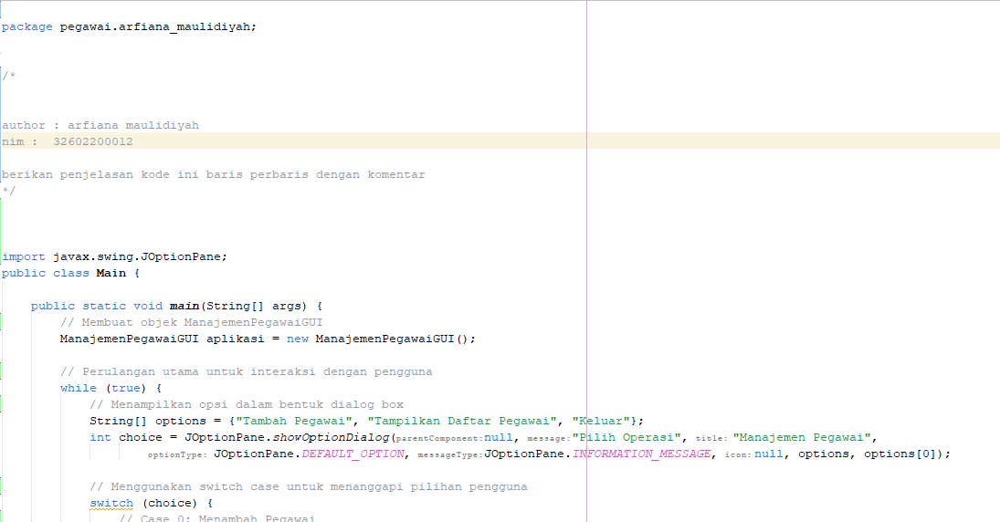 package pegawai.arfiana_maulidiyah;
/*
author : arfiana maulidiyah
nim :  32602200012
berikan penjelasan kode ini baris perbaris dengan komentar
*/
import javax.swing.JOptionPane;
public class Main {
public static void main(String[] args) {
// Membuat objek ManajemenPegawaiGUI
ManajemenPegawaiGUI aplikasi = new ManajemenPegawaiGUI();
// Perulangan utama untuk interaksi dengan pengguna
while (true) {
// Menampilkan opsi dalam bentuk dialog box
String[] options = {"Tambah Pegawai", "Tampilkan Daftar Pegawai", "Keluar"};
int choice = JOptionPane.showOptionDialog(parentComponent:null, message:"Pilih Operasi", title: "Manajemen Pegawai",
optionType: JOptionPane.DEFAULT_OPTION, messageType:JOptionPane.INFORMATION_MESSAGE, icon:null, options, options[0]);
// Menggunakan switch case untuk menanggapi pilihan pengguna
switch (choice) {
// Case 0: Menambah Pegawai